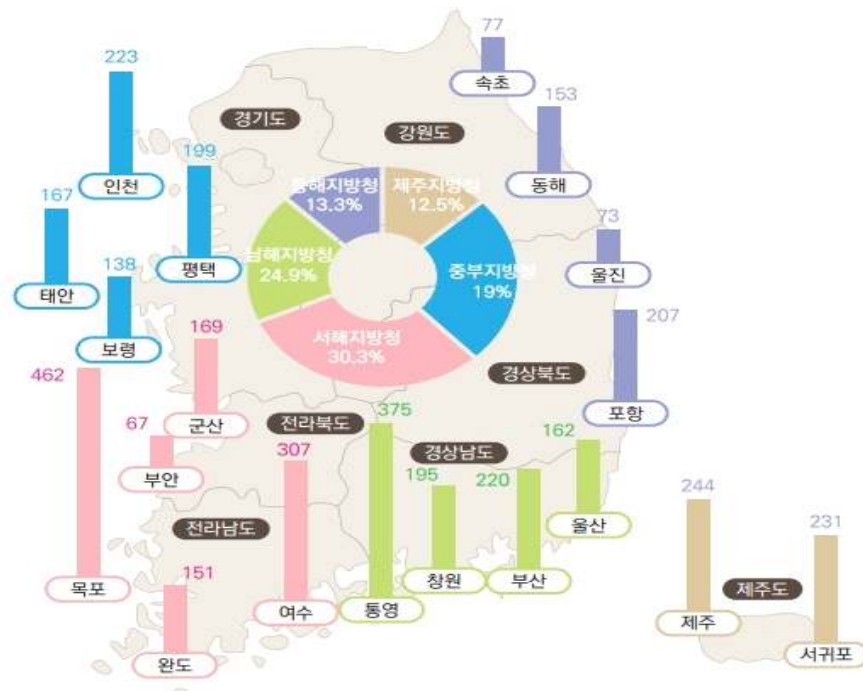 77
속초
223
인천
경기도
강원도
153
동해
199
평택
167
태안
동해지방청
13.3%
제주지방청
12.5%
남해지방청
24.9%
중부지방청
19%
서해지방청
30.3%
73
울진
138
보령
207
포항
169
군산
462
목포
경상북도
전라북도
375
통영
67
부안
307
여수
경상남도
162
울산
195
창원
220
부산
전라남도
151
완도
244
제주
231
서귀포
제주도